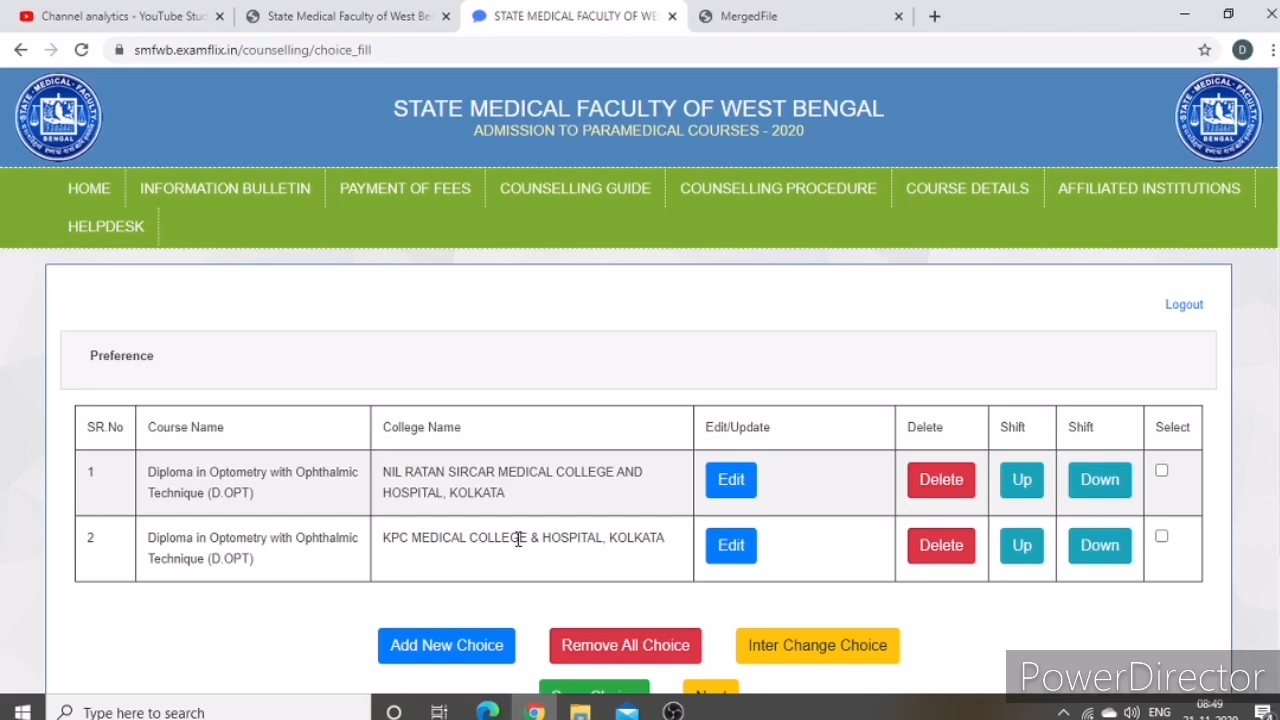 Channel analytics - YouTube Stud
State Medical Faculty of West Be
STATE MEDICAL FACULTY OF WE
MergedFile
smfwb.examflix.in/counselling/choice_fill
D
STATE MEDICAL FACULTY OF WEST BENGAL
ADMISSION TO PARAMEDICAL COURSES - 2020
HOME INFORMATION BULLETIN PAYMENT OF FEES COUNSELLING GUIDE COUNSELLING PROCEDURE COURSE DETAILS AFFILIATED INSTITUTIONS
HELPDESK
Logout
Preference
SR.No Course Name College Name Edit/Update Delete Shift Shift Select
1 Diploma in Optometry with Ophthalmic NIL RATAN SIRCAR MEDICAL COLLEGE AND Edit Delete Up Down
Technique (D.OPT) HOSPITAL, KOLKATA
2 Diploma in Optometry with Ophthalmic KPC MEDICAL COLLEGE & HOSPITAL, KOLKATA Edit Delete Up Down
Technique (D.OPT)
Add New Choice Remove All Choice Inter Change Choice
PowerDirector
Type here to search
ENG
08:49
21-11-2020